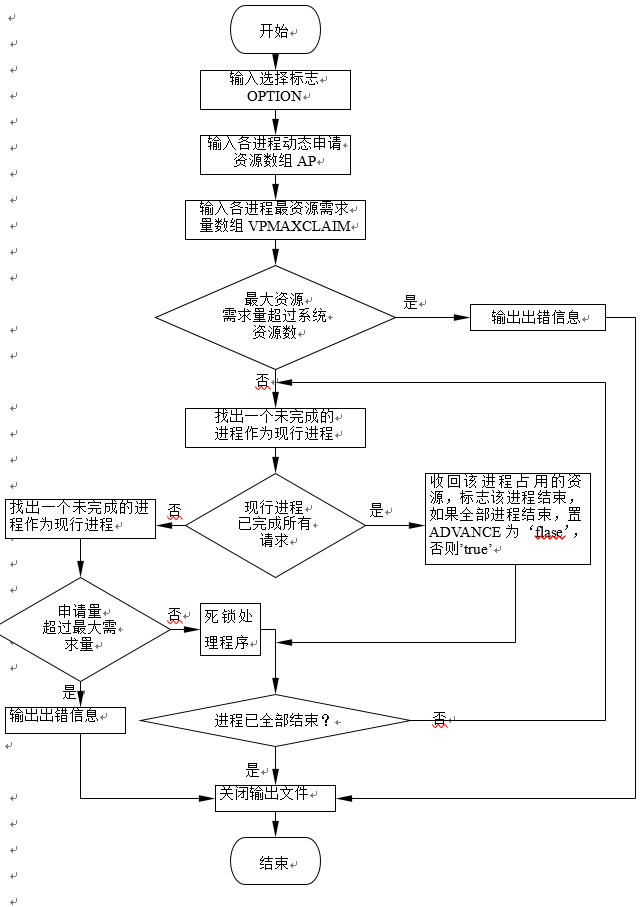 开始
输入选择标志
OPTION
输入各进程动态申请
资源数组 AP
输入各进程最资源需求
量数组 VPMAXCLAIM
最大资源
需求量超过系统
资源数
是
输出出错信息
否
找出一个未完成的
进程作为现行进程
现行进程
已完成所有
请求
是
收回该进程占用的资
源，标志该进程结束，
如果全部进程结束，置
ADVANCE 为‘flase’，
否则’true’
否
找出一个未完成的进
程作为现行进程
申请量
超过最大需
求量
否
死锁处
理程序
是
输出出错信息
进程已全部结束？
否
是
关闭输出文件
结束